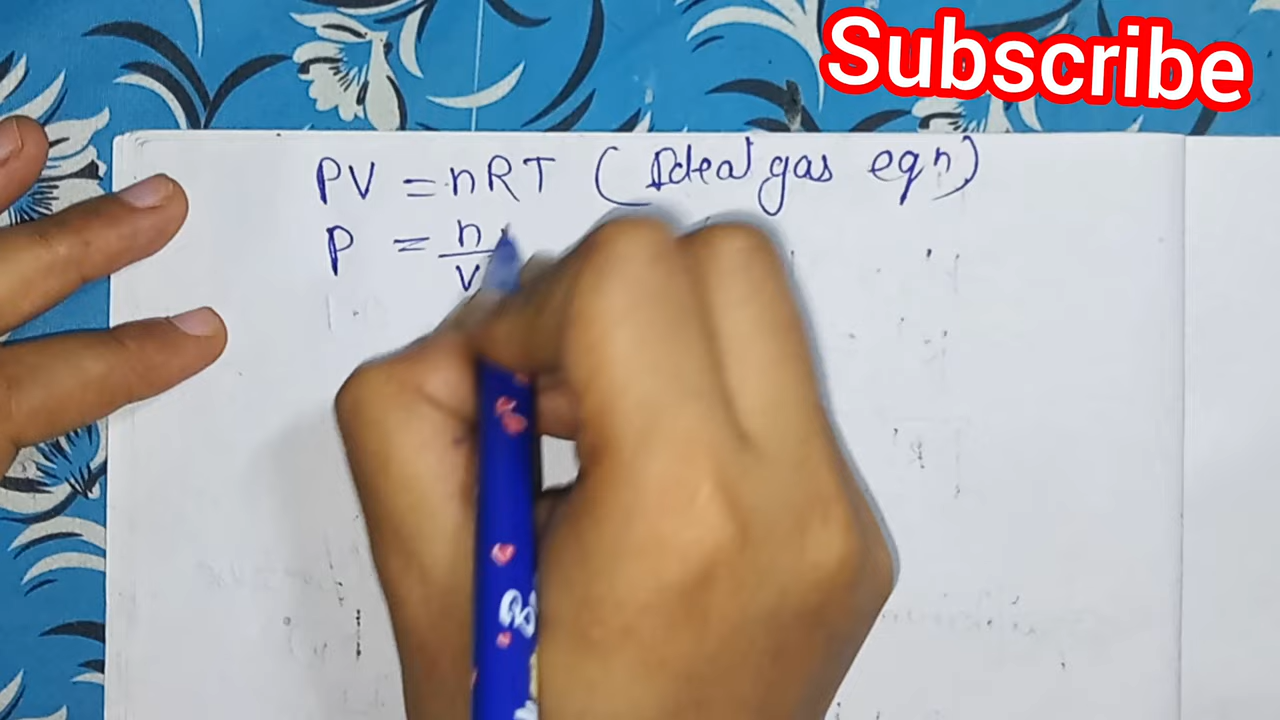 Subscribe
PV = nRT (Ideal gas eqn)
P = n/V